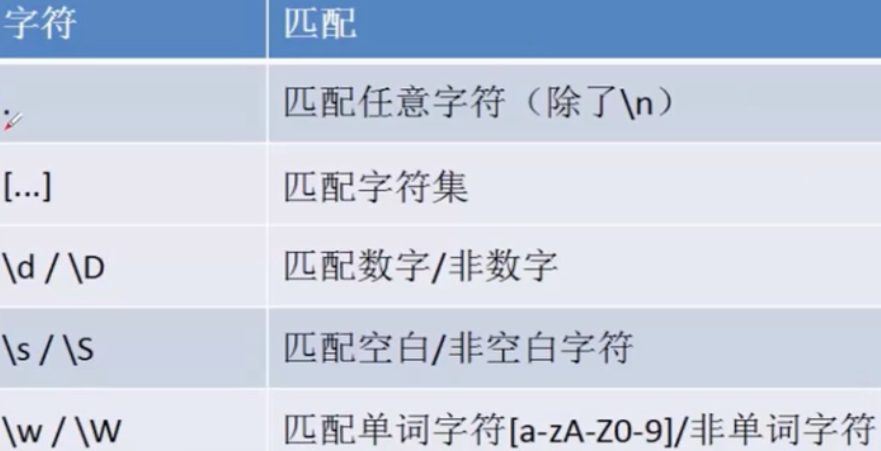 字符 匹配
. 匹配任意字符（除了\n）
[...] 匹配字符集
\d / \D 匹配数字/非数字
\s / \S 匹配空白/非空白字符
\w / \W 匹配单词字符[a-zA-Z0-9]/非单词字符